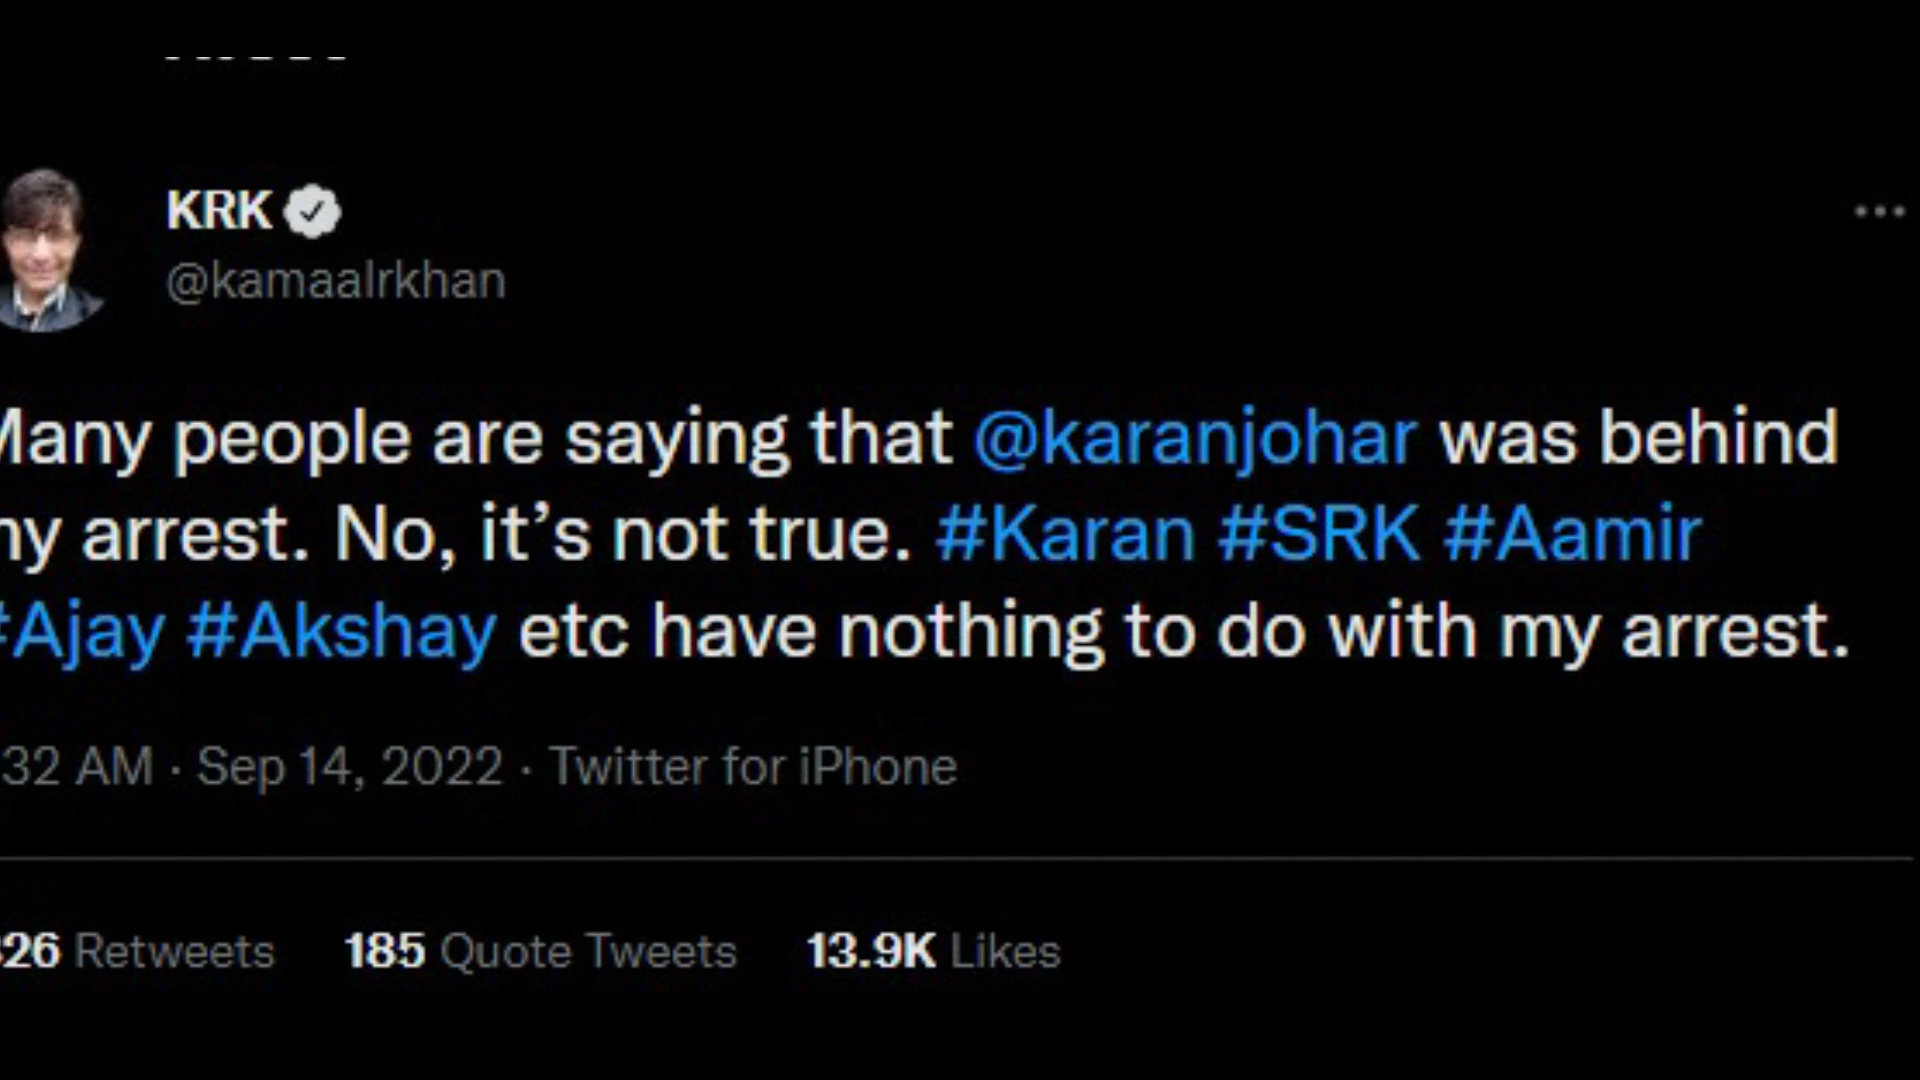 KRK
@kamaalrkhan
Many people are saying that @karanjohar was behind
my arrest. No, it's not true. #Karan #SRK #Aamir
#Ajay #Akshay etc have nothing to do with my arrest.
32 AM · Sep 14, 2022 · Twitter for iPhone
26 Retweets 185 Quote Tweets 13.9K Likes